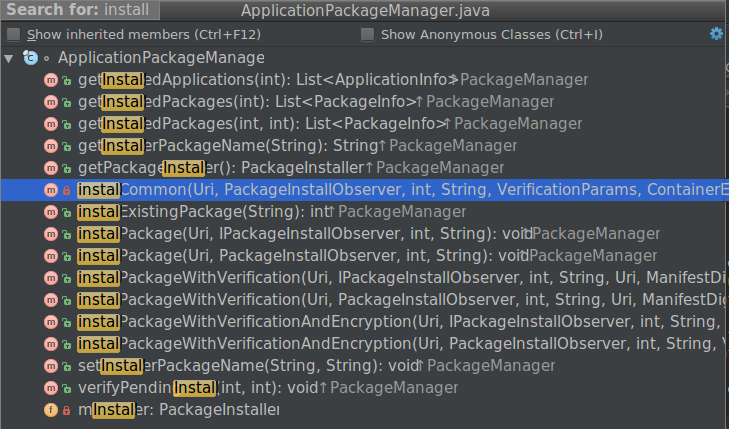 Search for: install ApplicationPackageManager.java
Show inherited members (Ctrl+F12) Show Anonymous Classes (Ctrl+I)
ApplicationPackageManage
getInstalledApplications(int): List<ApplicationInfo> ↑PackageManager
getInstalledPackages(int): List<PackageInfo> ↑PackageManager
getInstalledPackages(int, int): List<PackageInfo> ↑PackageManager
getInstallerPackageName(String): String ↑PackageManager
getPackageInstaller(): PackageInstaller ↑PackageManager
installCommon(Uri, PackageInstallObserver, int, String, VerificationParams, ContainerE
installExistingPackage(String): int ↑PackageManager
installPackage(Uri, IPackageInstallObserver, int, String): void ↑PackageManager
installPackage(Uri, PackageInstallObserver, int, String): void ↑PackageManager
installPackageWithVerification(Uri, IPackageInstallObserver, int, String, Uri, ManifestDig
installPackageWithVerification(Uri, PackageInstallObserver, int, String, Uri, ManifestDig
installPackageWithVerificationAndEncryption(Uri, IPackageInstallObserver, int, String,
installPackageWithVerificationAndEncryption(Uri, PackageInstallObserver, int, String, V
setInstallerPackageName(String, String): void ↑PackageManager
verifyPendingInstall(int, int): void ↑PackageManager
mInstaller: PackageInstaller